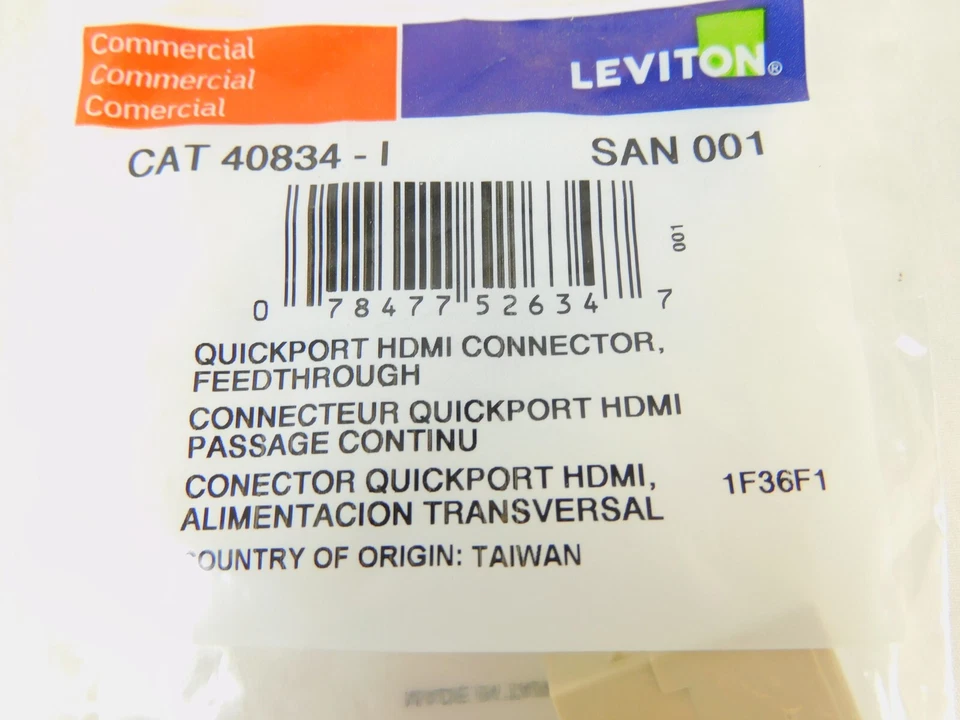 Commercial
Commercial
Comercial
LEVITON®
CAT 40834 - I
SAN 001
001
0 78477 52634 7
QUICKPORT HDMI CONNECTOR,
FEEDTHROUGH
CONNECTEUR QUICKPORT HDMI
PASSAGE CONTINU
CONECTOR QUICKPORT HDMI,
ALIMENTACION TRANSVERSAL
1F36F1
COUNTRY OF ORIGIN: TAIWAN